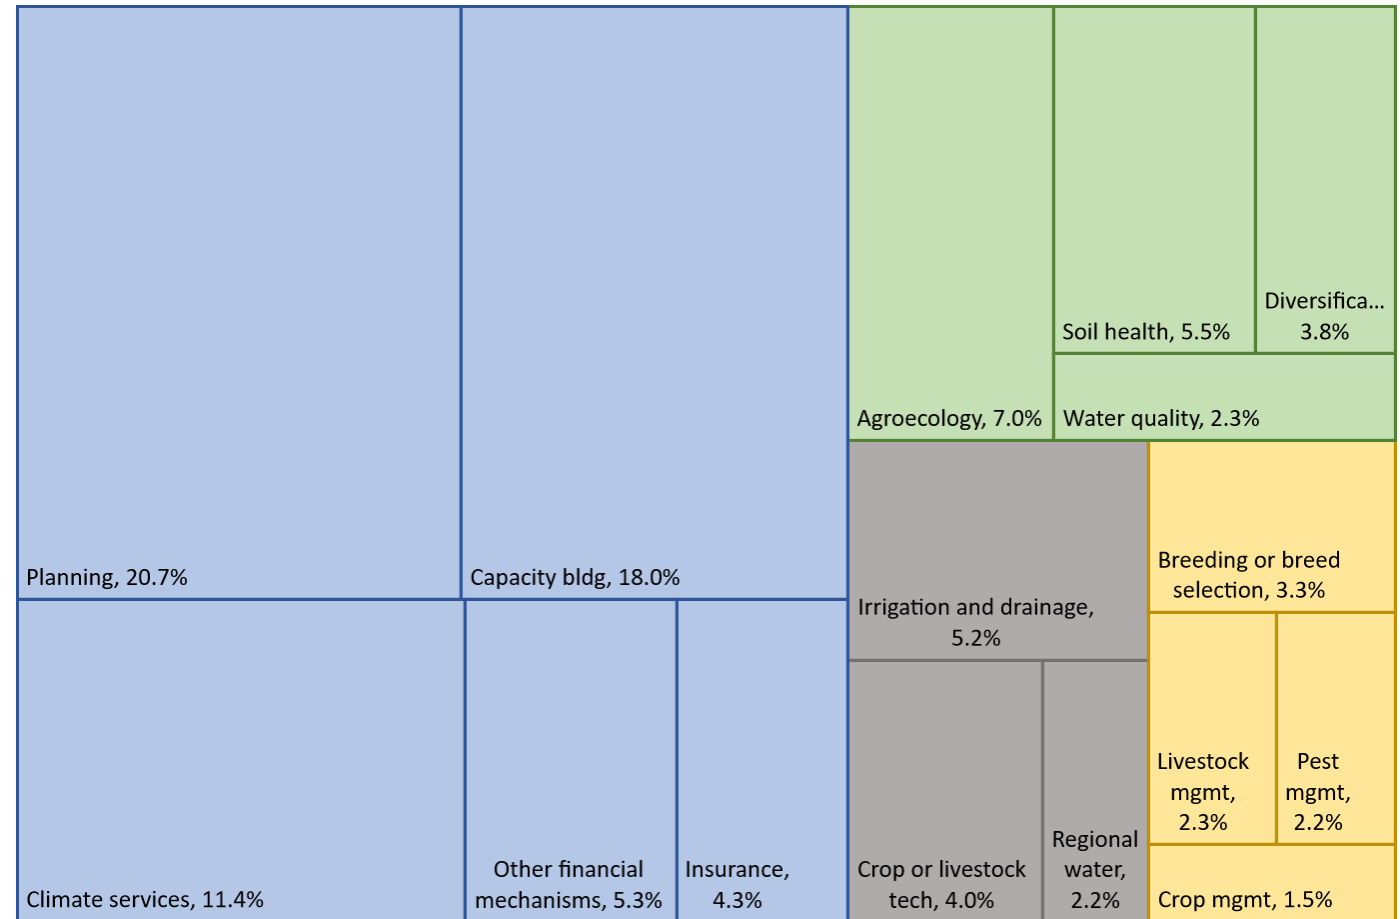 Planning, 20.7%
Capacity bldg, 18.0%
Climate services, 11.4%
Other financial
mechanisms, 5.3%
Insurance,
4.3%
Agroecology, 7.0%
Soil health, 5.5%
Diversifica...
3.8%
Water quality, 2.3%
Irrigation and drainage,
5.2%
Crop or livestock
tech, 4.0%
Regional
water,
2.2%
Breeding or breed
selection, 3.3%
Livestock
mgmt,
2.3%
Pest
mgmt,
2.2%
Crop mgmt, 1.5%